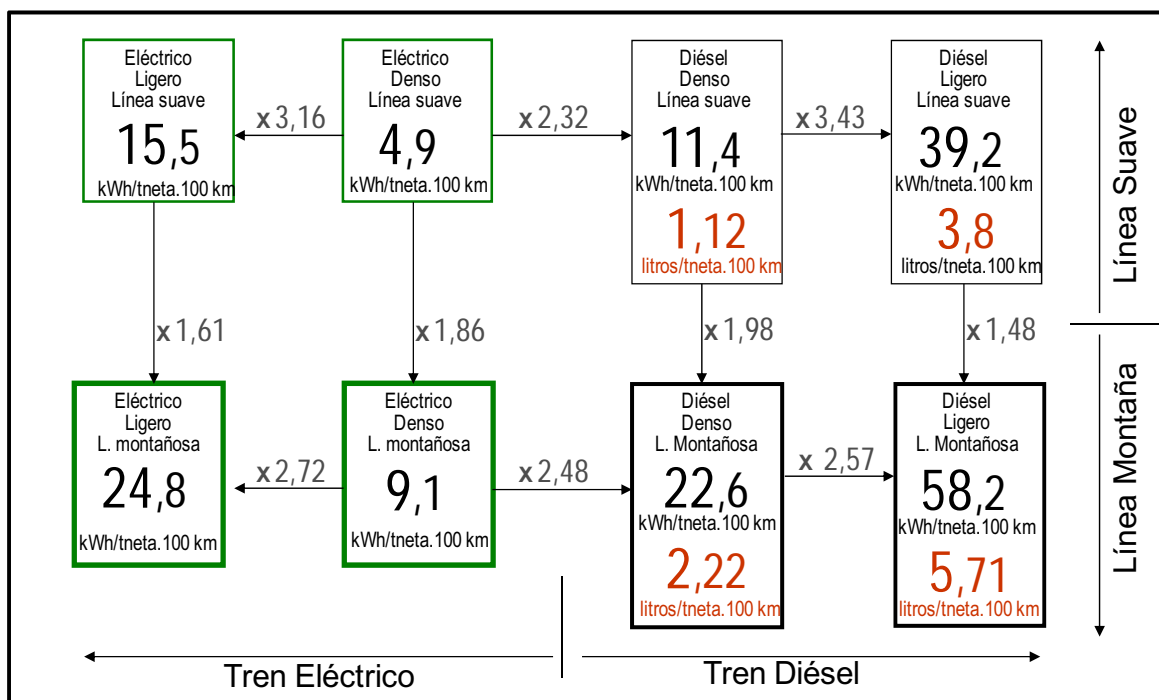 Eléctrico
Ligero
Línea suave
15,5
kWh/tneta.100 km
x 3,16
Eléctrico
Denso
Línea suave
4,9
kWh/tneta.100 km
x 2,32
Diésel
Denso
Línea suave
11,4
kWh/tneta.100 km
1,12
litros/tneta.100 km
x 3,43
Diésel
Ligero
Línea suave
39,2
kWh/tneta.100 km
3,8
litros/tneta.100 km
Línea Suave
x 1,61
x 1,86
x 1,98
x 1,48
Eléctrico
Ligero
L. montañosa
24,8
kWh/tneta.100 km
x 2,72
Eléctrico
Denso
L. montañosa
9,1
kWh/tneta.100 km
x 2,48
Diésel
Denso
L. Montañosa
22,6
kWh/tneta.100 km
2,22
litros/tneta.100 km
x 2,57
Diésel
Ligero
L. Montañosa
58,2
kWh/tneta.100 km
5,71
litros/tneta.100 km
Línea Montaña
Tren Eléctrico
Tren Diésel